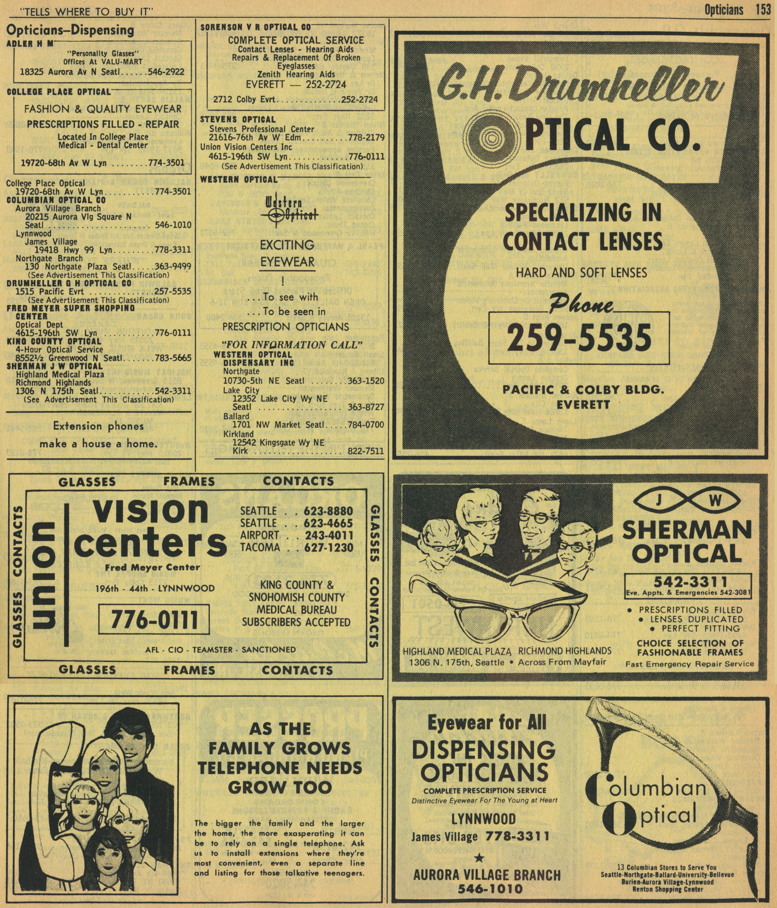 "TELLS WHERE TO BUY IT"
Opticians 153
Opticians–Dispensing
ADLER H M
"Personality Glasses"
Offices At VALU-MART
18325 Aurora Av N Seatl.....546-2922
COLLEGE PLACE OPTICAL
FASHION & QUALITY EYEWEAR
PRESCRIPTIONS FILLED - REPAIR
Located In College Place
Medical - Dental Center
19720-68th Av W Lyn..........774-3501
College Place Optical
19720-68th Av W Lyn..........774-3501
COLUMBIAN OPTICAL CO
Aurora Village Branch
20215 Aurora Vlg Square N
Seatl ..................... 546-1010
Lynnwood
James Village
19418 Hwy 99 Lyn.........778-3311
Northgate Branch
130 Northgate Plaza Seatl..363-9499
(See Advertisement This Classification)
DRUMHELLER G H OPTICAL CO
1515 Pacific Evrt............257-5535
(See Advertisement This Classification)
FRED MEYER SUPER SHOPPING
CENTER
Optical Dept
4615-196th SW Lyn ..........776-0111
KING COUNTY OPTICAL
4-Hour Optical Service
8552½ Greenwood N Seatl....783-5665
SHERMAN J W OPTICAL
Highland Medical Plaza
Richmond Highlands
1306 N 175th Seatl...........542-3311
(See Advertisement This Classification)
Extension phones
make a house a home.
SORENSON V R OPTICAL CO
COMPLETE OPTICAL SERVICE
Contact Lenses - Hearing Aids
Repairs & Replacement Of Broken
Eyeglasses
Zenith Hearing Aids
EVERETT — 252-2724
2712 Colby Evrt...............252-2724
STEVENS OPTICAL
Stevens Professional Center
21616-76th Av W Edm.........778-2179
Union Vision Centers Inc
4615-196th SW Lyn ..........776-0111
(See Advertisement This Classification)
WESTERN OPTICAL
Western
Optical
EXCITING
EYEWEAR
!
...To see with
...To be seen in
PRESCRIPTION OPTICIANS
"FOR INFORMATION CALL"
WESTERN OPTICAL
DISPENSARY INC
Northgate
10730-5th NE Seatl .......363-1520
Lake City
12352 Lake City Wy NE
Seatl ..................... 363-8727
Ballard
1701 NW Market Seatl.....784-0700
Kirkland
12542 Kingsgate Wy NE
Kirk ..................... 822-7511
G.H. Drumheller
OPTICAL CO.
SPECIALIZING IN
CONTACT LENSES
HARD AND SOFT LENSES
Phone
259-5535
PACIFIC & COLBY BLDG.
EVERETT
GLASSES FRAMES CONTACTS
GLASSES CONTACTS
union
vision
centers
Fred Meyer Center
196th - 44th - LYNNWOOD
776-0111
SEATTLE . . 623-8880
SEATTLE . . 623-4665
AIRPORT . . 243-4011
TACOMA . . 627-1230
KING COUNTY &
SNOHOMISH COUNTY
MEDICAL BUREAU
SUBSCRIBERS ACCEPTED
AFL - CIO - TEAMSTER - SANCTIONED
GLASSES CONTACTS
GLASSES FRAMES CONTACTS
J W
SHERMAN
OPTICAL
542-3311
Eve. Appts. & Emergencies 542-3081
• PRESCRIPTIONS FILLED
• LENSES DUPLICATED
• PERFECT FITTING
CHOICE SELECTION OF
FASHIONABLE FRAMES
Fast Emergency Repair Service
HIGHLAND MEDICAL PLAZA RICHMOND HIGHLANDS
1306 N. 175th, Seattle • Across From Mayfair
AS THE
FAMILY GROWS
TELEPHONE NEEDS
GROW TOO
The bigger the family and the larger
the home, the more exasperating it can
be to rely on a single telephone. Ask
us to install extensions where they're
most convenient, even a separate line
and listing for those talkative teenagers.
Eyewear for All
DISPENSING
OPTICIANS
COMPLETE PRESCRIPTION SERVICE
Distinctive Eyewear For The Young at Heart
LYNNWOOD
James Village 778-3311
★
AURORA VILLAGE BRANCH
546-1010
Columbian
Optical
13 Columbian Stores to Serve You
Seattle-Northgate-Ballard-University-Bellevue
Burien-Aurora Village-Lynnwood
Renton Shopping Center